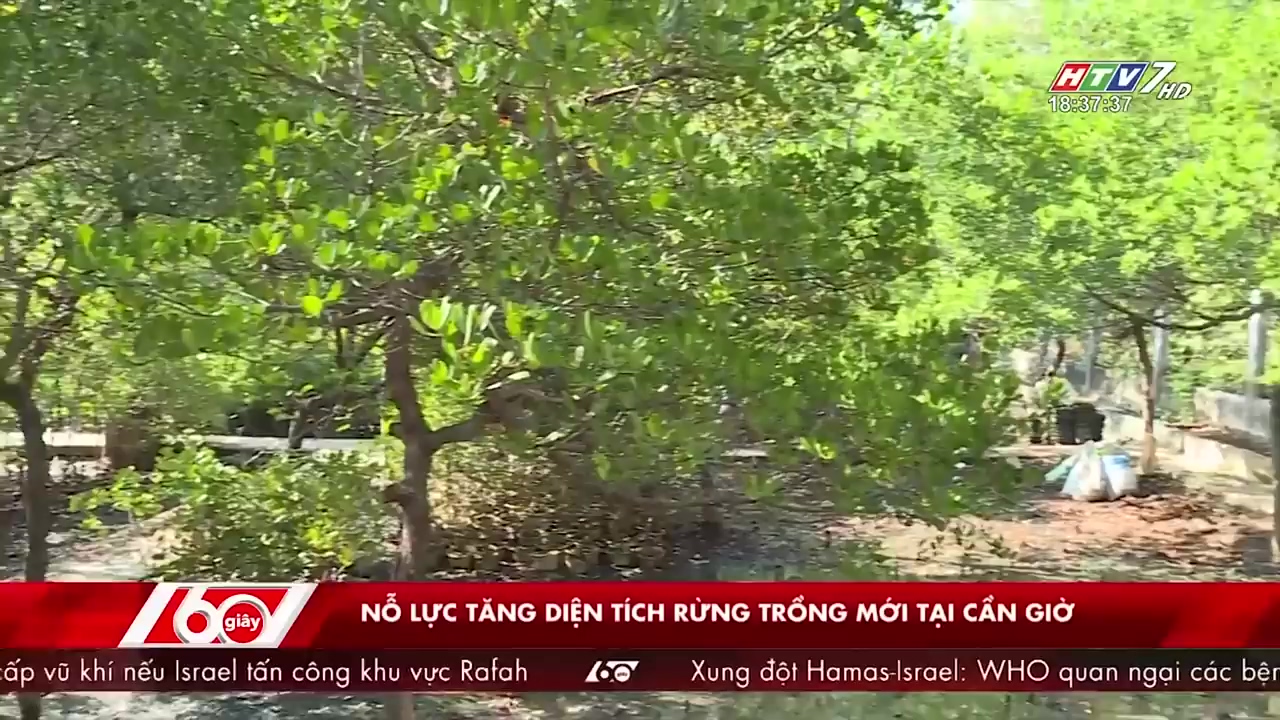 HTV7 HD
18:37:37
60 giây
NỖ LỰC TĂNG DIỆN TÍCH RỪNG TRỒNG MỚI TẠI CẦN GIỜ
cấp vũ khí nếu Israel tấn công khu vực Rafah 60 Xung đột Hamas-Israel: WHO quan ngại các bện